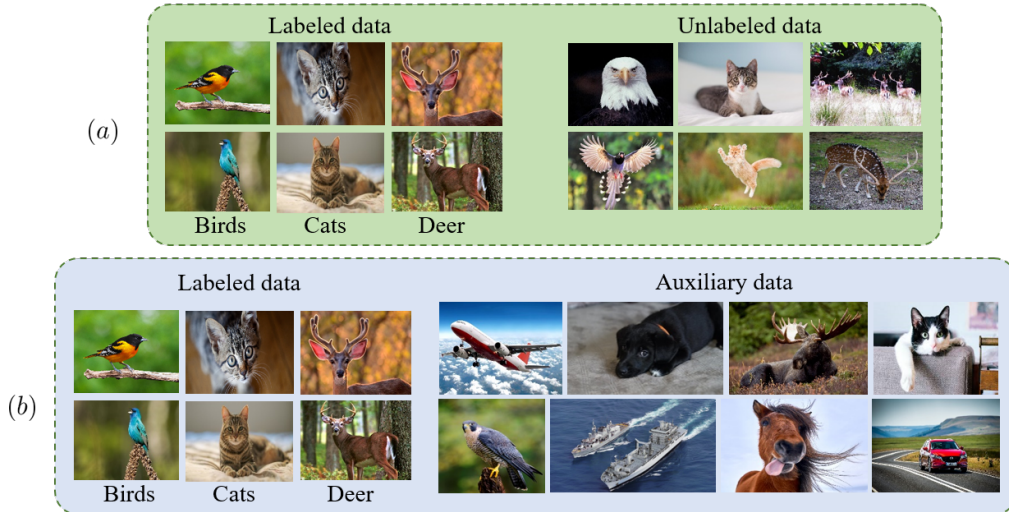 Labeled data
Unlabeled data
(a)
Birds
Cats
Deer
Labeled data
Auxiliary data
(b)
Birds
Cats
Deer